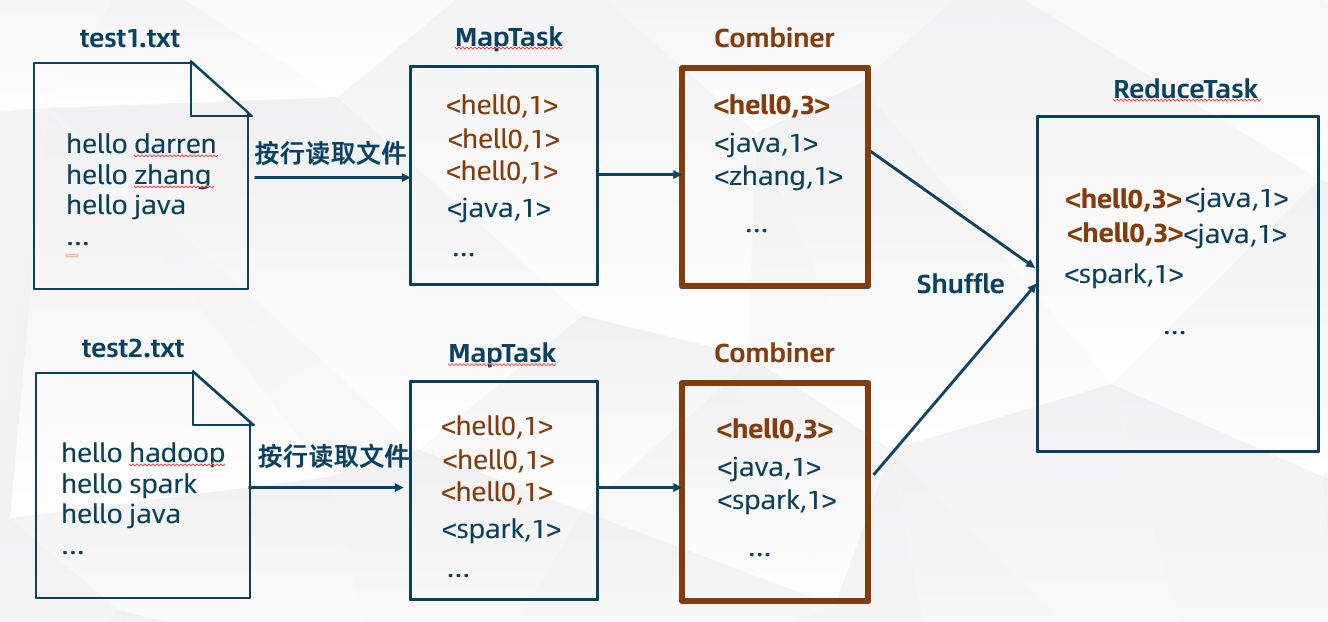 test1.txt
hello darren
hello zhang
hello java
...
按行读取文件
MapTask
<hell0,1>
<hell0,1>
<hell0,1>
<java,1>
...
Combiner
<hell0,3>
<java,1>
<zhang,1>
...
test2.txt
hello hadoop
hello spark
hello java
...
按行读取文件
MapTask
<hell0,1>
<hell0,1>
<hell0,1>
<spark,1>
...
Combiner
<hell0,3>
<java,1>
<spark,1>
...
Shuffle
ReduceTask
<hell0,3><java,1>
<hell0,3><java,1>
<spark,1>
...